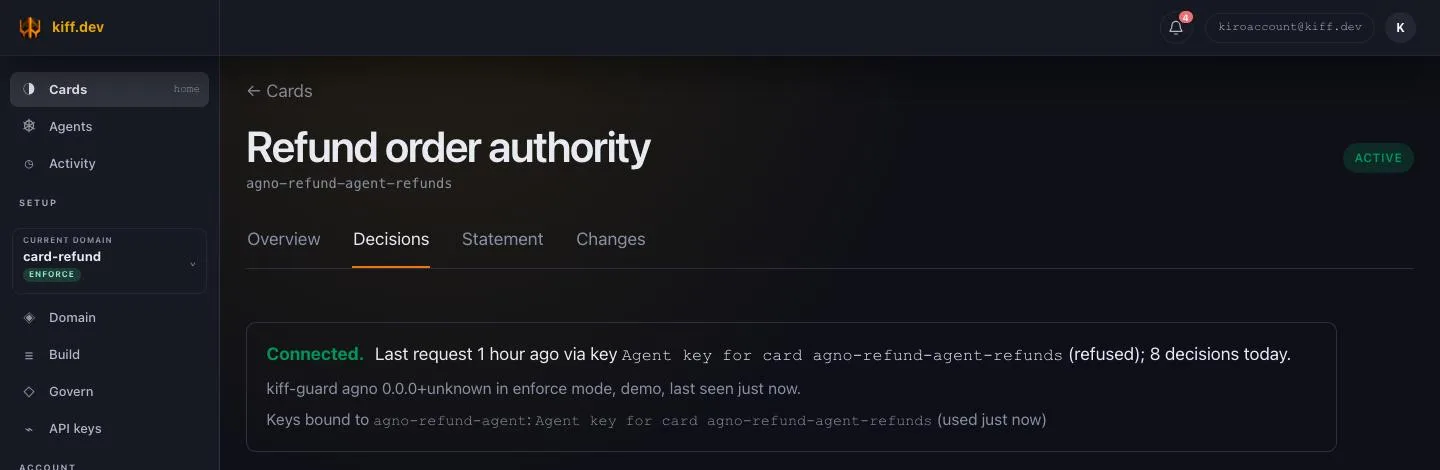 kiff.dev
4
kiroaccount@kiff.dev
K
Cards home
Agents
Activity
SETUP
CURRENT DOMAIN
card-refund
ENFORCE
Domain
Build
Govern
API keys
ACCOUNT
← Cards
Refund order authority
ACTIVE
agno-refund-agent-refunds
Overview Decisions Statement Changes
Connected. Last request 1 hour ago via key Agent key for card agno-refund-agent-refunds (refused); 8 decisions today.
kiff-guard agno 0.0.0+unknown in enforce mode, demo, last seen just now.
Keys bound to agno-refund-agent: Agent key for card agno-refund-agent-refunds (used just now)